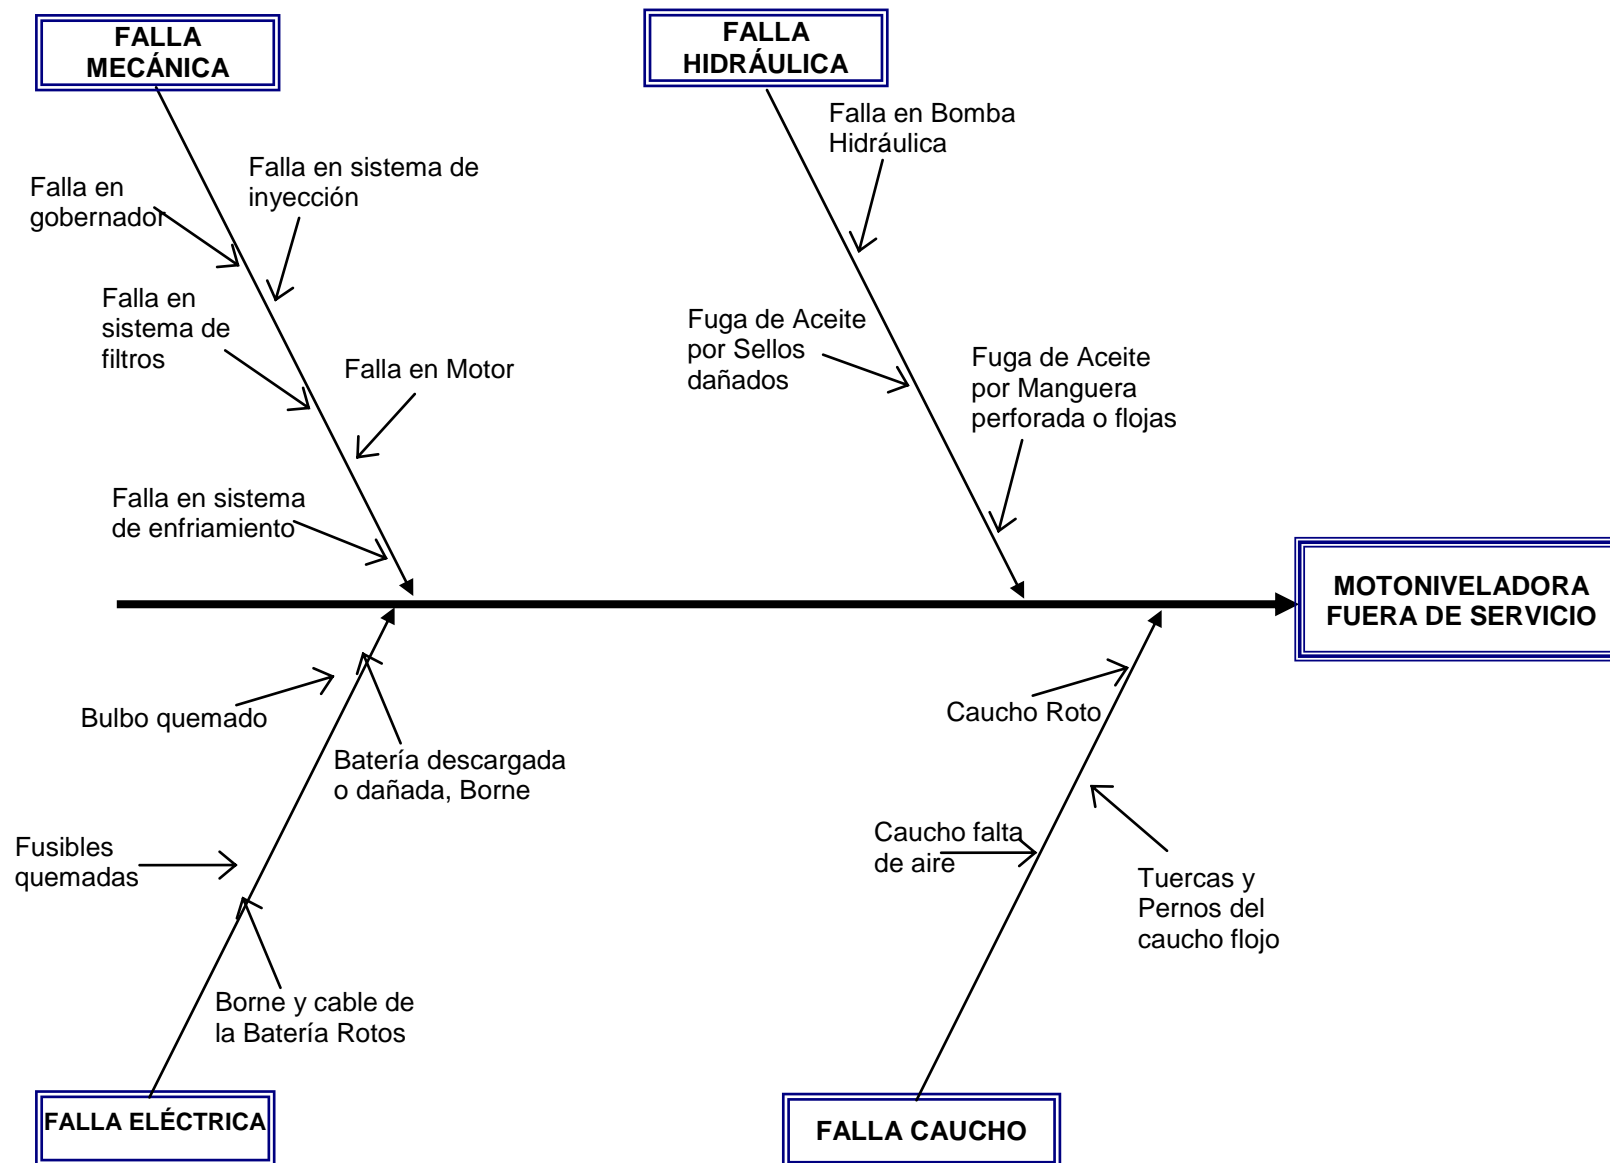 FALLA
MECÁNICA
FALLA
HIDRÁULICA
Falla en Bomba
Hidráulica
Falla en sistema de
inyección
Falla en
gobernador
Falla en
sistema de
filtros
Falla en Motor
Fuga de Aceite
por Sellos
dañados
Fuga de Aceite
por Manguera
perforada o flojas
Falla en sistema
de enfriamiento
MOTONIVELADORA
FUERA DE SERVICIO
Bulbo quemado
Batería descargada
o dañada, Borne
Caucho Roto
Fusibles
quemadas
Caucho falta
de aire
Tuercas y
Pernos del
caucho flojo
Borne y cable de
la Batería Rotos
FALLA ELÉCTRICA
FALLA CAUCHO